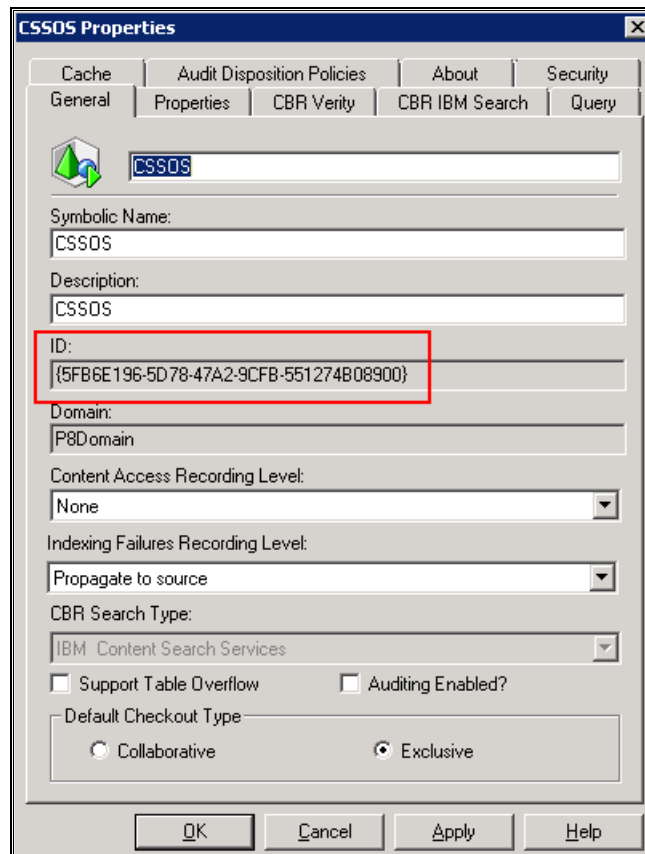 CSSOS Properties
Cache Audit Disposition Policies About Security
General Properties CBR Verity CBR IBM Search Query
CSSOS
Symbolic Name:
CSSOS
Description:
CSSOS
ID:
{5FB6E196-5D78-47A2-9CFB-551274B08900}
Domain:
P8Domain
Content Access Recording Level:
None
Indexing Failures Recording Level:
Propagate to source
CBR Search Type:
IBM Content Search Services
Support Table Overflow Auditing Enabled?
Default Checkout Type
Collaborative Exclusive
OK Cancel Apply Help